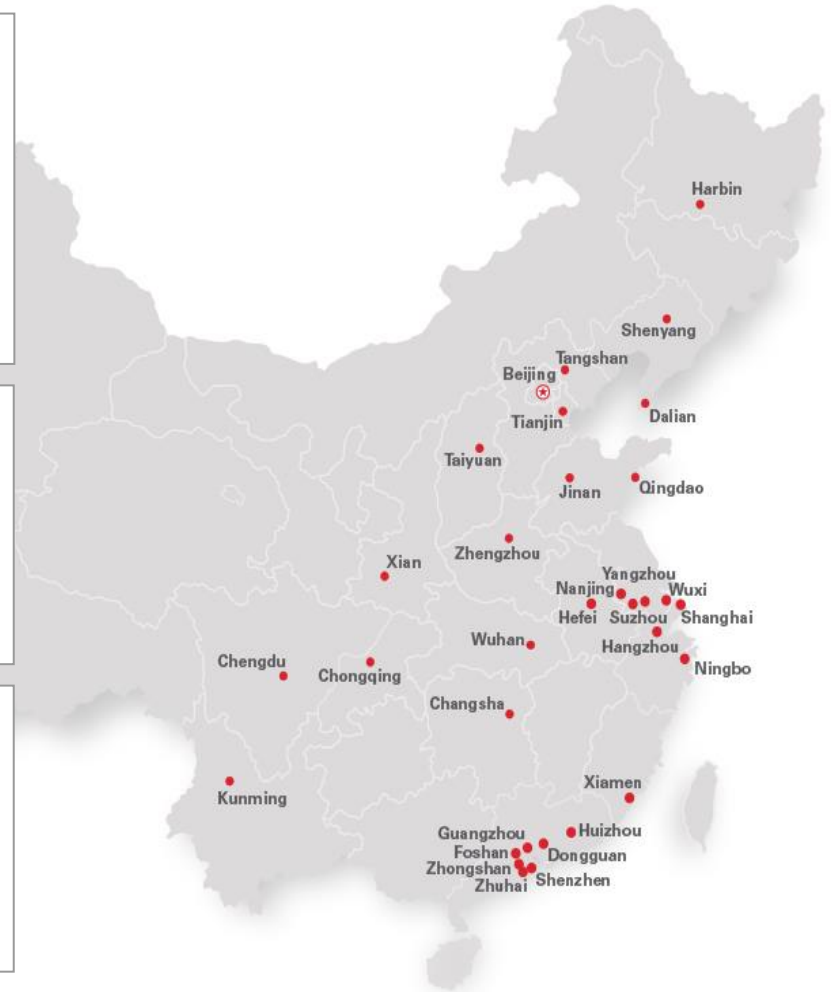 Harbin
Shenyang
Tangshan
Beijing
Dalian
Tianjin
Taiyuan
Jinan
Qingdao
Zhengzhou
Xian
Yangzhou
Nanjing
Wuxi
Hefei
Suzhou
Shanghai
Wuhan
Hangzhou
Chengdu
Chongqing
Ningbo
Changsha
Xiamen
Kunming
Guangzhou
Huizhou
Foshan
Dongguan
Zhongshan
Zhuhai
Shenzhen